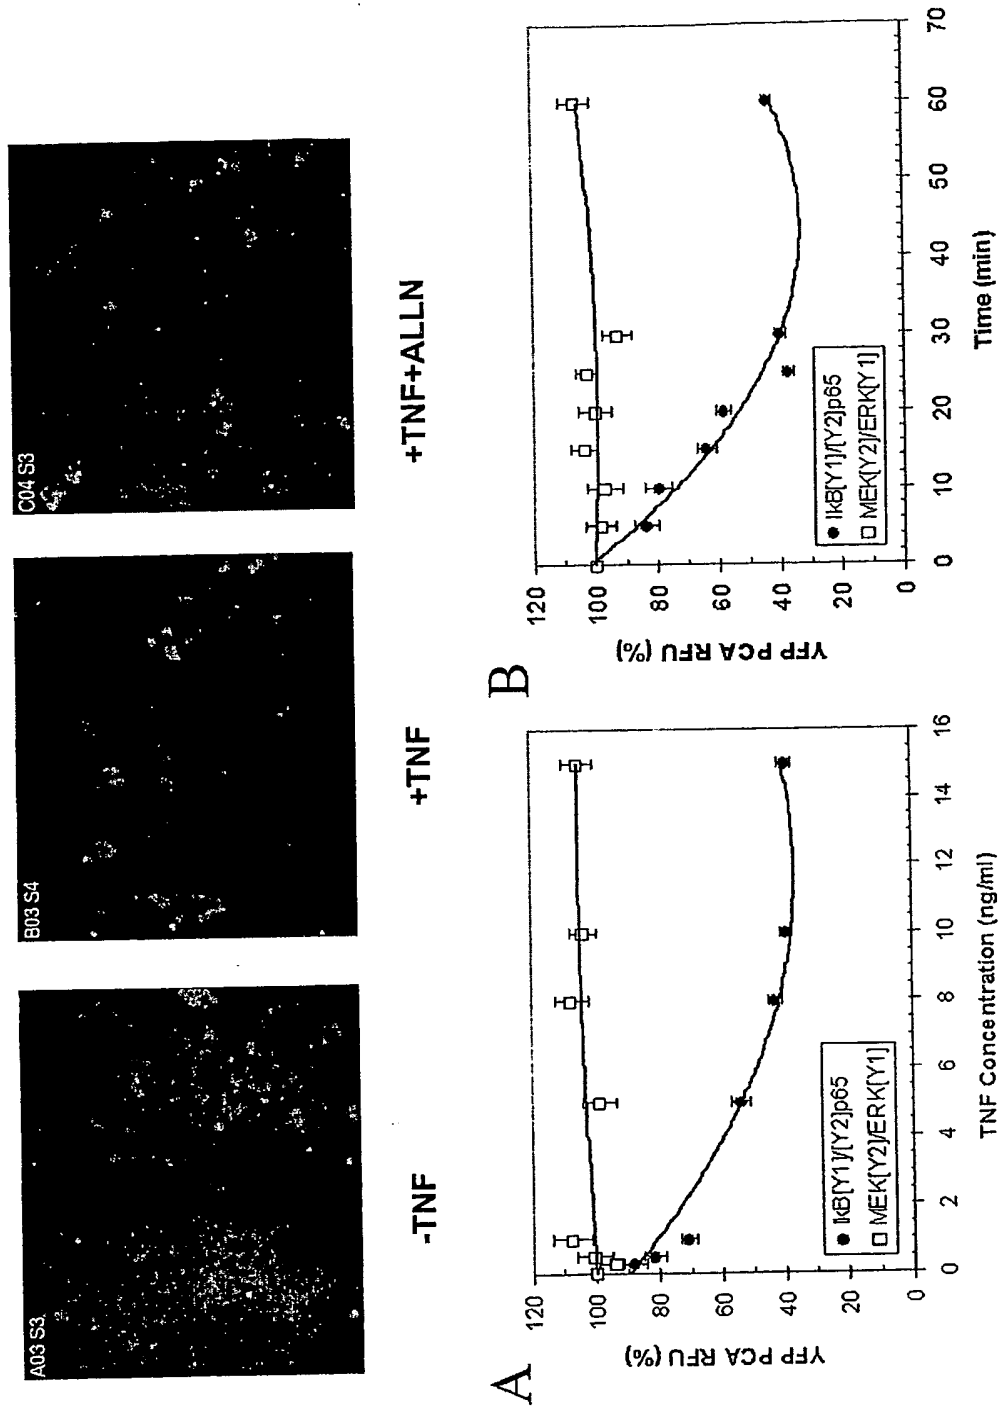 A03 S3
B03 S4
C04 S3
-TNF
+TNF
+TNF+ALLN
A
YFP PCA RFU (%)
120
100
80
60
40
20
0
IkB[Y1]/[Y2]p65
MEK[Y2]/ERK[Y1]
0 2 4 6 8 10 12 14 16
TNF Concentration (ng/ml)
B
YFP PCA RFU (%)
120
100
80
60
40
20
0
IkB[Y1]/[Y2]p65
MEK[Y2]/ERK[Y1]
0 10 20 30 40 50 60 70
Time (min)